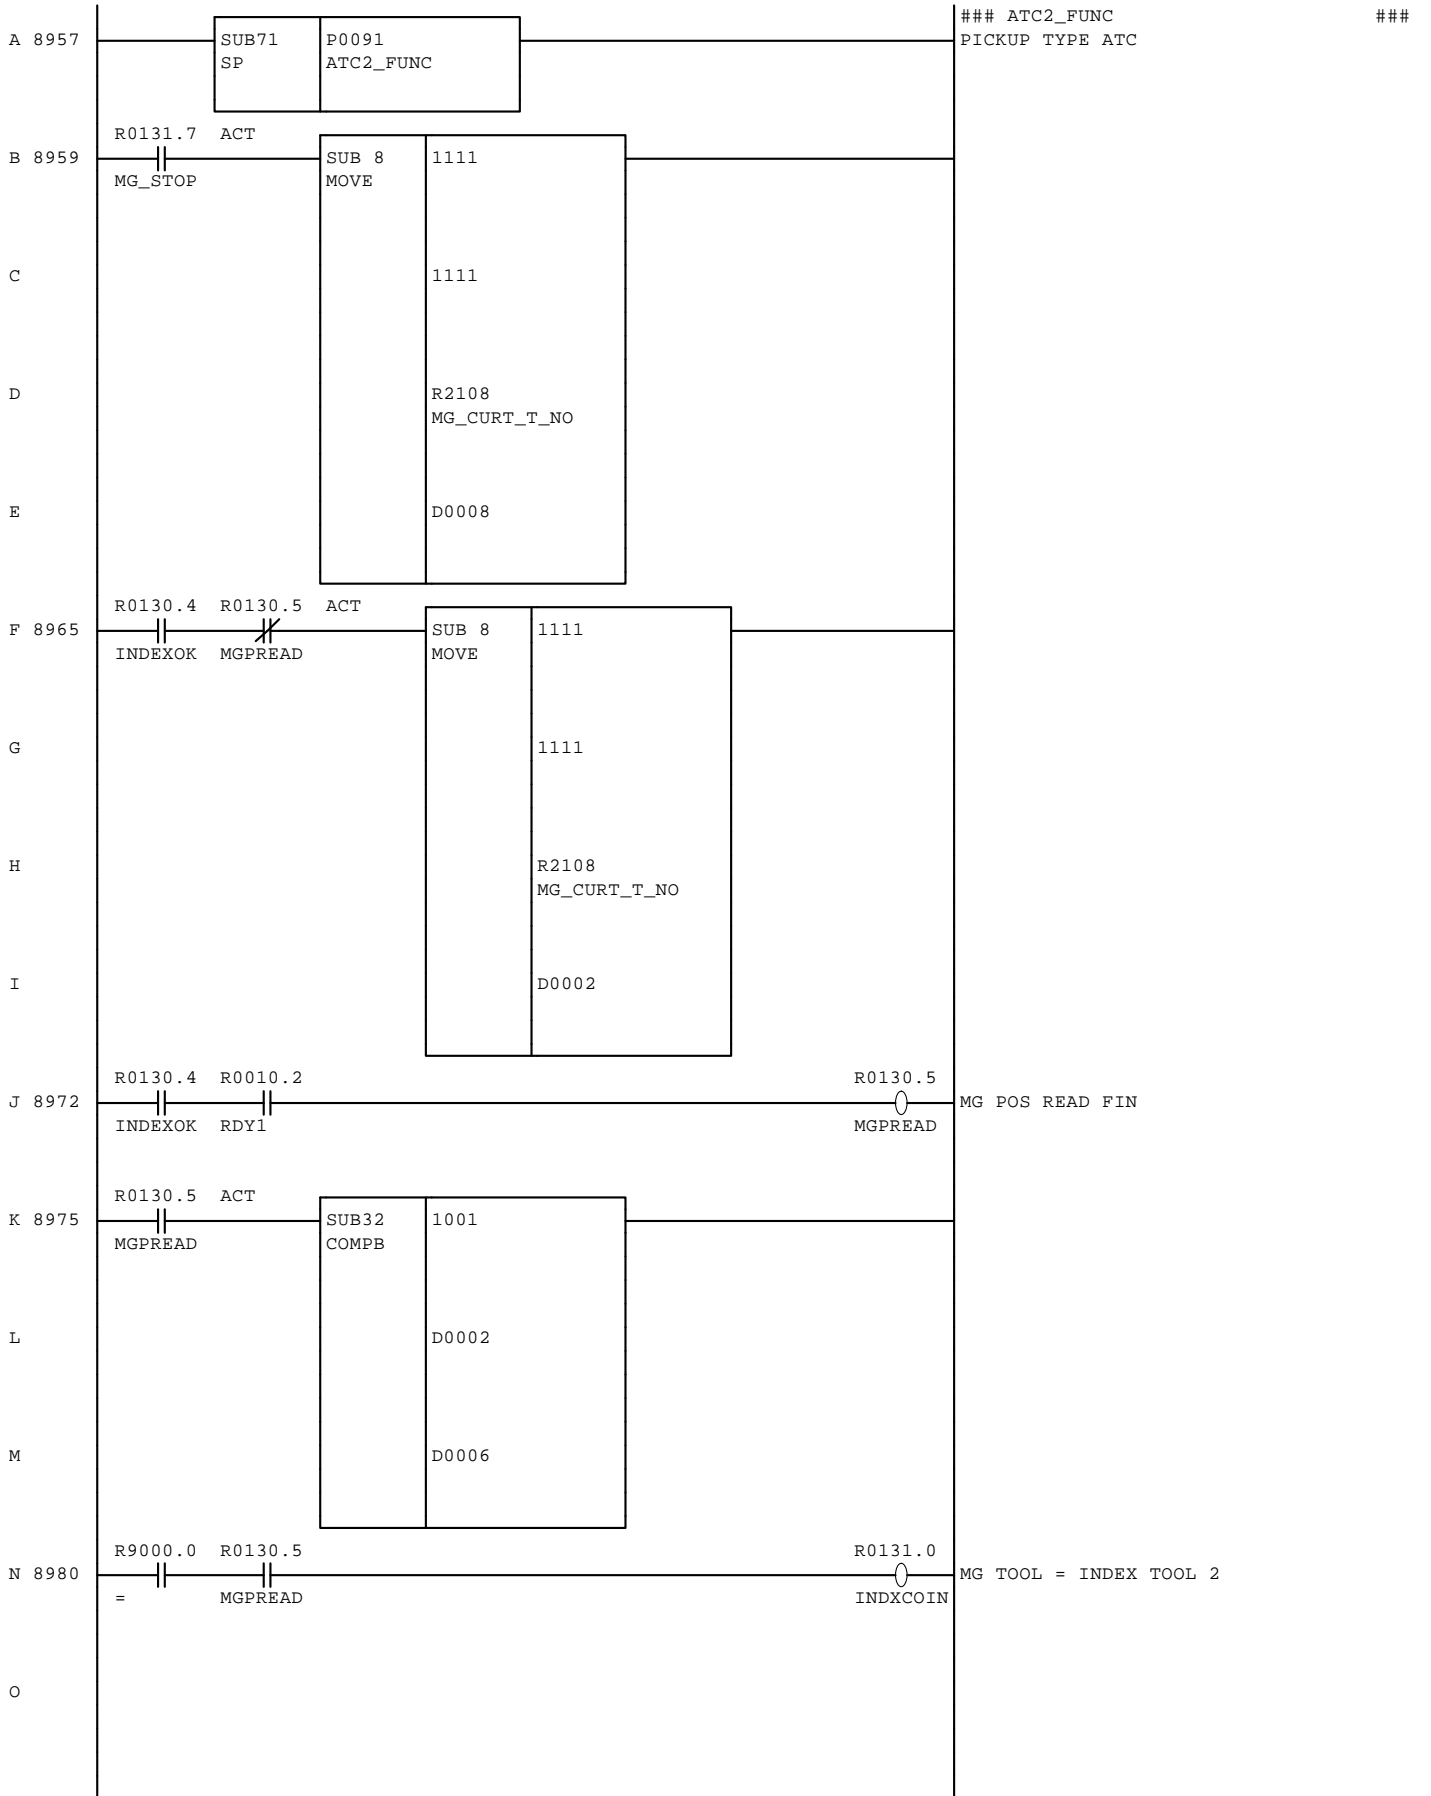 ### ATC2_FUNC ###
A 8957 SUB71 P0091 PICKUP TYPE ATC
SP ATC2_FUNC
R0131.7 ACT
B 8959 SUB 8 1111
MG_STOP MOVE
C 1111
D R2108
MG_CURT_T_NO
E D0008
R0130.4 R0130.5 ACT
F 8965 SUB 8 1111
INDEXOK MGPREAD MOVE
G 1111
H R2108
MG_CURT_T_NO
I D0002
R0130.4 R0010.2 R0130.5
J 8972 MG POS READ FIN
INDEXOK RDY1 MGPREAD
R0130.5 ACT
K 8975 SUB32 1001
MGPREAD COMPB
L D0002
M D0006
R9000.0 R0130.5 R0131.0
N 8980 MG TOOL = INDEX TOOL 2
= MGPREAD INDXCOIN
O